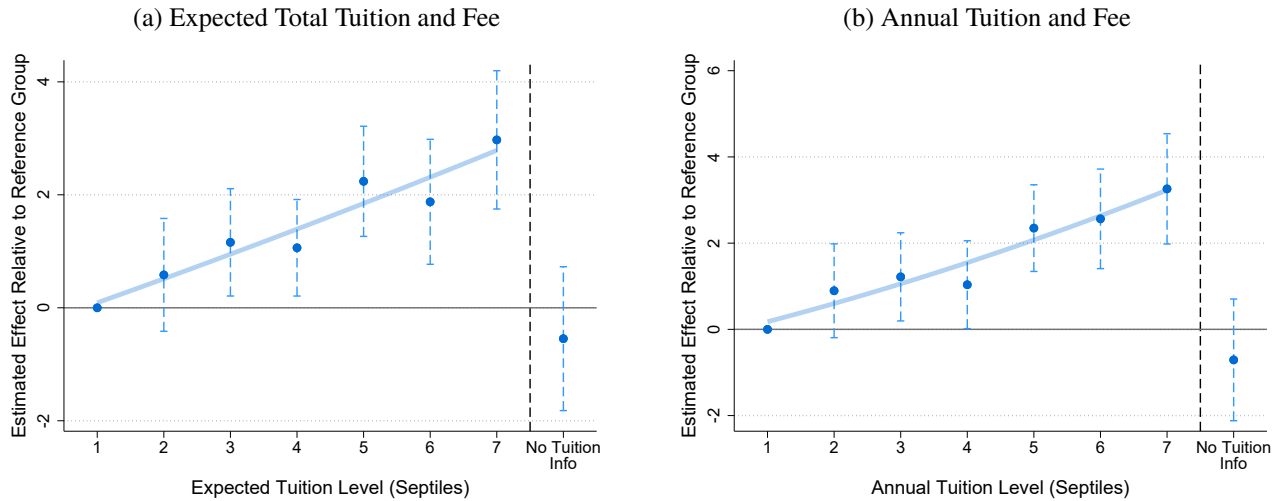 (a) Expected Total Tuition and Fee
Estimated Effect Relative to Reference Group
4
2
0
-2
1 2 3 4 5 6 7 No Tuition
Info
Expected Tuition Level (Septiles)
(b) Annual Tuition and Fee
Estimated Effect Relative to Reference Group
6
4
2
0
-2
1 2 3 4 5 6 7 No Tuition
Info
Annual Tuition Level (Septiles)